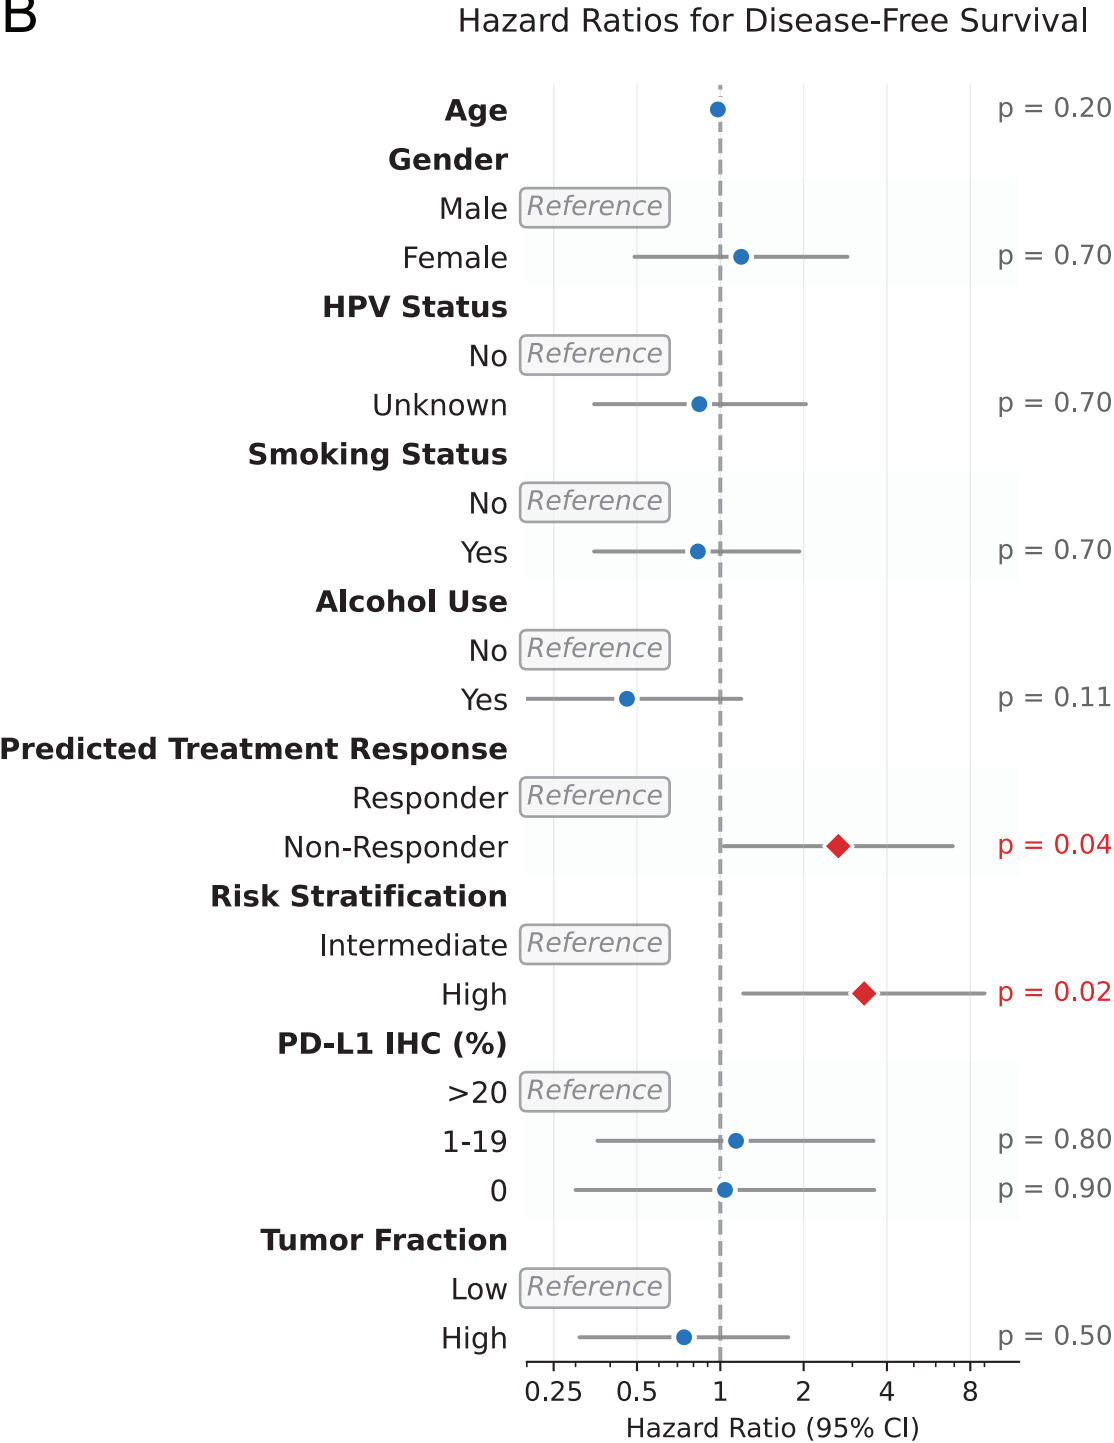 B
Hazard Ratios for Disease-Free Survival
Age p = 0.20
Gender
Male Reference
Female p = 0.70
HPV Status
No Reference
Unknown p = 0.70
Smoking Status
No Reference
Yes p = 0.70
Alcohol Use
No Reference
Yes p = 0.11
Predicted Treatment Response
Responder Reference
Non-Responder p = 0.04
Risk Stratification
Intermediate Reference
High p = 0.02
PD-L1 IHC (%)
>20 Reference
1-19 p = 0.80
0 p = 0.90
Tumor Fraction
Low Reference
High p = 0.50
0.25 0.5 1 2 4 8
Hazard Ratio (95% CI)